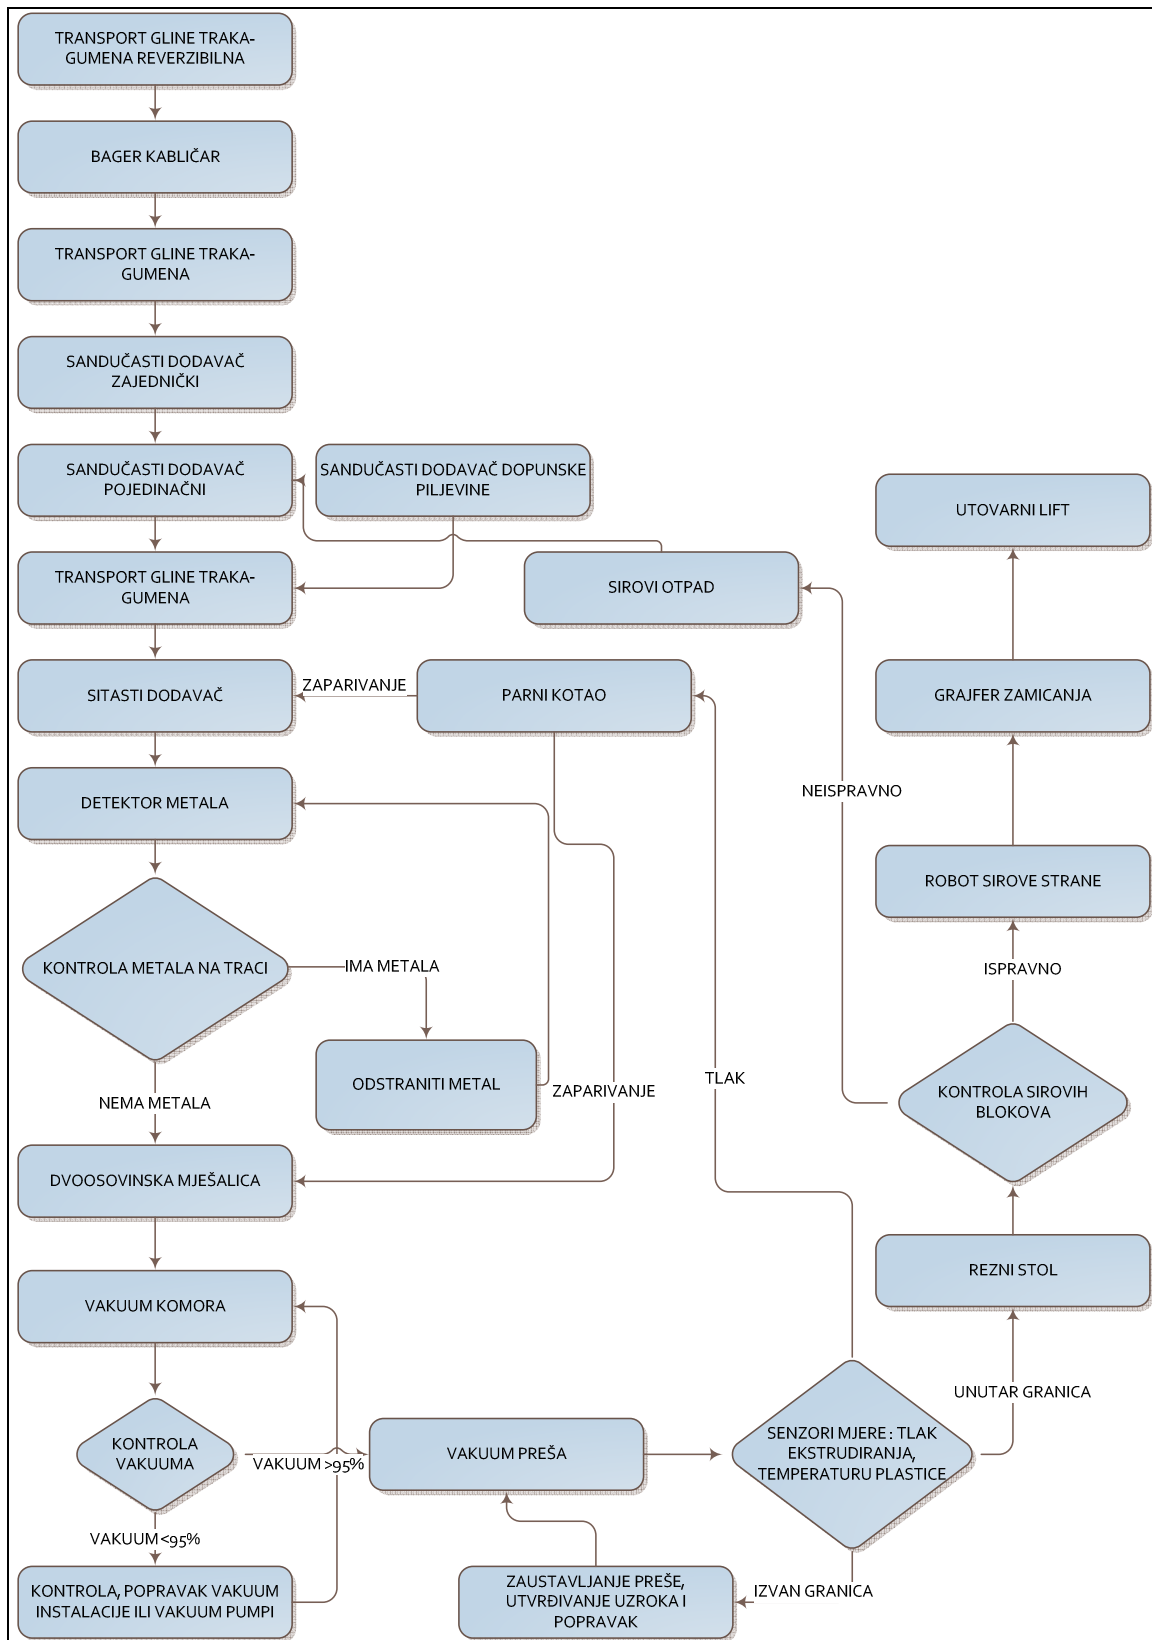 TRANSPORT GLINE TRAKA-
GUMENA REVERZIBILNA
BAGER KABLIČAR
TRANSPORT GLINE TRAKA-
GUMENA
SANDUČASTI DODAVAČ
ZAJEDNIČKI
SANDUČASTI DODAVAČ
POJEDINAČNI
SANDUČASTI DODAVAČ DOPUNSKE
PILJEVINE
UTOVARNI LIFT
TRANSPORT GLINE TRAKA-
GUMENA
SIROVI OTPAD
SITASTI DODAVAČ
ZAPARIVANJE
PARNI KOTAO
GRAJFER ZAMICANJA
DETEKTOR METALA
NEISPRAVNO
ROBOT SIROVE STRANE
KONTROLA METALA NA TRACI
IMA METALA
ISPRAVNO
ODSTRANITI METAL
ZAPARIVANJE
TLAK
KONTROLA SIROVIH
BLOKOVA
NEMA METALA
DVOOSOVINSKA MJEŠALICA
REZNI STOL
VAKUUM KOMORA
UNUTAR GRANICA
KONTROLA
VAKUUMA
VAKUUM >95%
VAKUUM PREŠA
SENZORI MJERE : TLAK
EKSTRUDIRANJA,
TEMPERATURU PLASTICE
VAKUUM <95%
KONTROLA, POPRAVAK VAKUUM
INSTALACIJE ILI VAKUUM PUMPI
ZAUSTAVLJANJE PREŠE,
UTVRĐIVANJE UZROKA I
POPRAVAK
IZVAN GRANICA